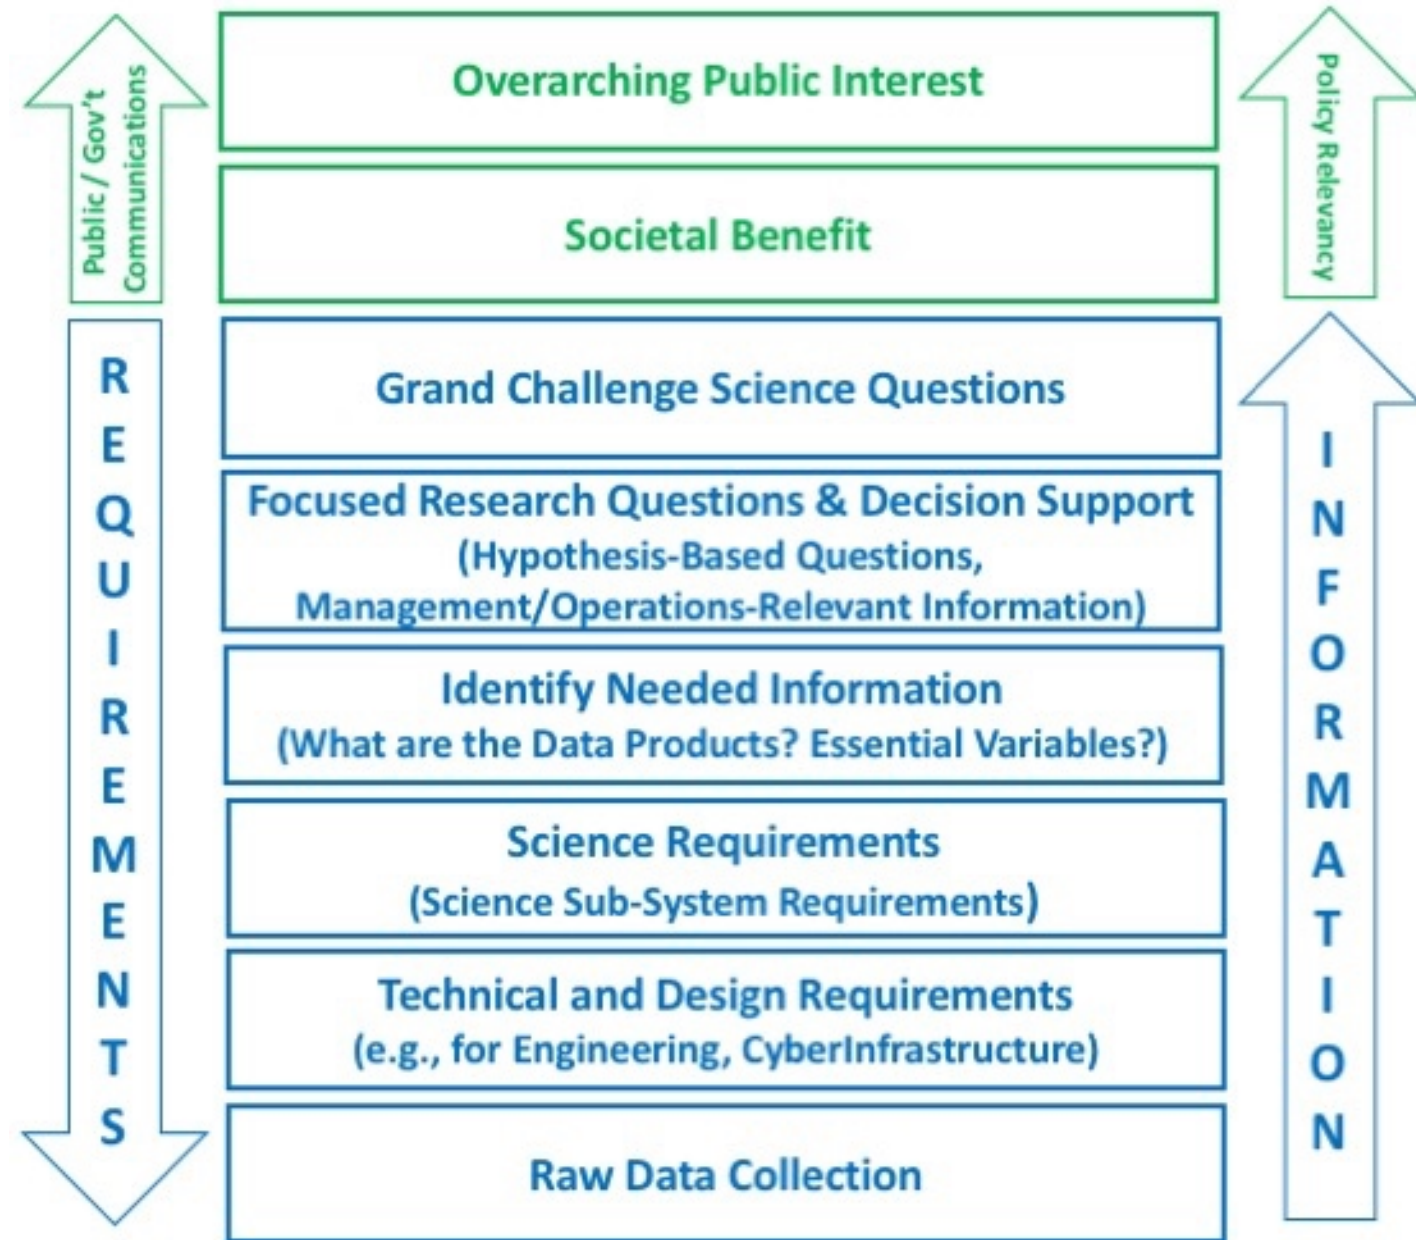 Public / Gov't
Communications
Overarching Public Interest
Societal Benefit
Policy Relevancy
REQUIREMENTS
Grand Challenge Science Questions
Focused Research Questions & Decision Support
(Hypothesis-Based Questions,
Management/Operations-Relevant Information)
Identify Needed Information
(What are the Data Products? Essential Variables?)
Science Requirements
(Science Sub-System Requirements)
Technical and Design Requirements
(e.g., for Engineering, CyberInfrastructure)
Raw Data Collection
INFORMATION